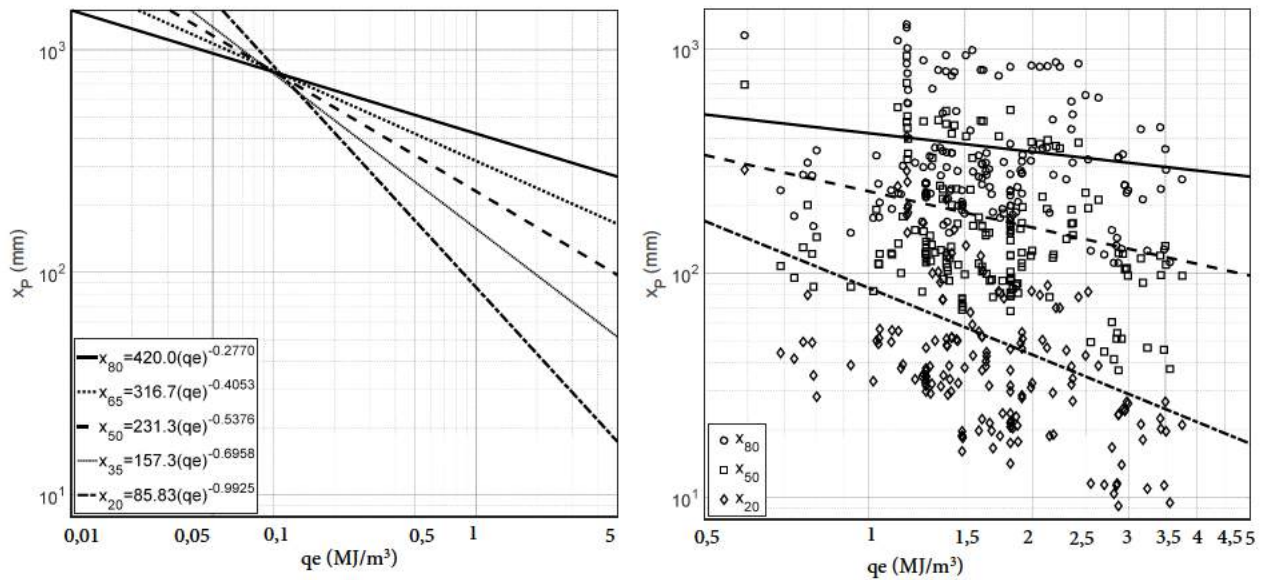 10³
10²
10¹
xₚ (mm)
x₈₀=420.0(qe)^-0.2770
x₆₅=316.7(qe)^-0.4053
x₅₀=231.3(qe)^-0.5376
x₃₅=157.3(qe)^-0.6958
x₂₀=85.83(qe)^-0.9925
0,01 0,05 0,1 0,5 1 5
qe (MJ/m³)
10³
10²
10¹
xₚ (mm)
x₈₀
x₅₀
x₂₀
0,5 1 1,5 2 2,5 3 3,5 4 4,5 5
qe (MJ/m³)